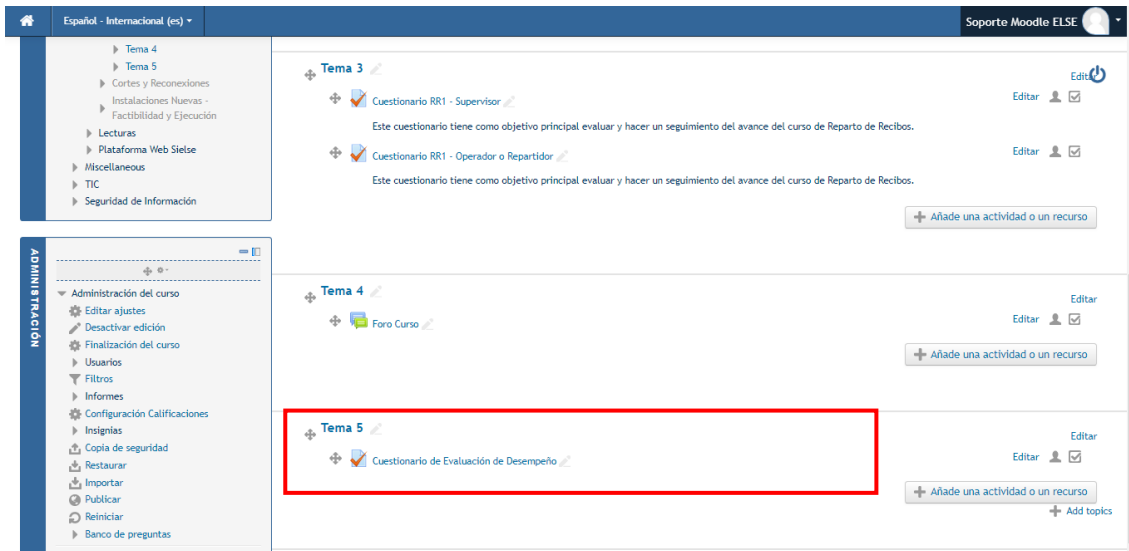 Español - Internacional (es)
Soporte Moodle ELSE
Tema 4
Tema 5
Cortes y Reconexiones
Instalaciones Nuevas -
Factibilidad y Ejecución
Lecturas
Plataforma Web Sielse
Miscellaneous
TIC
Seguridad de Información
ADMINISTRACIÓN
Administración del curso
Editar ajustes
Desactivar edición
Finalización del curso
Usuarios
Filtros
Informes
Configuración Calificaciones
Insignias
Copia de seguridad
Restaurar
Importar
Publicar
Reiniciar
Banco de preguntas
Tema 3
Cuestionario RR1 - Supervisor
Editar
Este cuestionario tiene como objetivo principal evaluar y hacer un seguimiento del avance del curso de Reparto de Recibos.
Cuestionario RR1 - Operador o Repartidor
Editar
Este cuestionario tiene como objetivo principal evaluar y hacer un seguimiento del avance del curso de Reparto de Recibos.
Añade una actividad o un recurso
Tema 4
Editar
Foro Curso
Editar
Añade una actividad o un recurso
Tema 5
Editar
Cuestionario de Evaluación de Desempeño
Editar
Añade una actividad o un recurso
Add topics